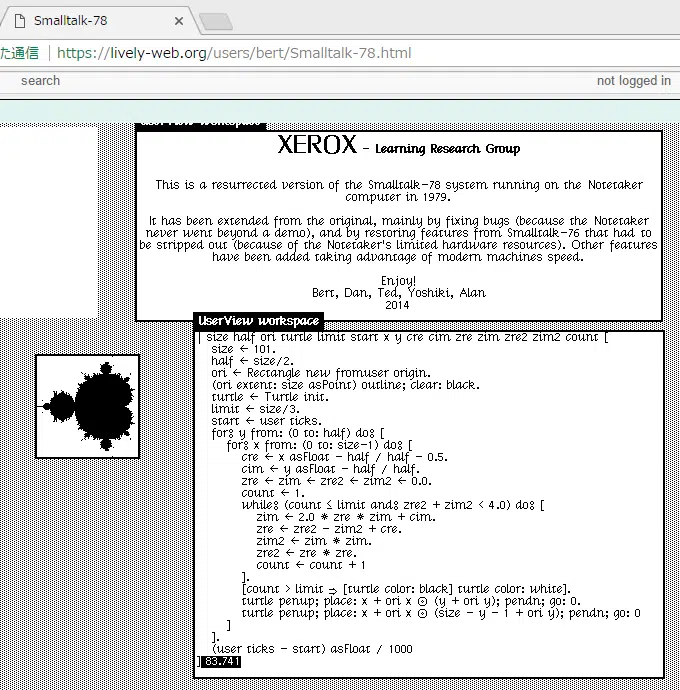 Smalltalk-78
た通信 | https://lively-web.org/users/bert/Smalltalk-78.html
search
not logged in
UserView workspace
XEROX - Learning Research Group
This is a resurrected version of the Smalltalk-78 system running on the Notetaker
computer in 1979.
It has been extended from the original, mainly by fixing bugs (because the Notetaker
never went beyond a demo), and by restoring features from Smalltalk-76 that had to
be stripped out (because of the Notetaker's limited hardware resources). Other features
have been added taking advantage of modern machines speed.
Enjoy!
Bert, Dan, Ted, Yoshiki, Alan
2014
UserView workspace
| size half ori turtle limit start x y cre cim zre zim zre2 zim2 count [
size ← 101.
half ← size/2.
ori ← Rectangle new fromuser origin.
(ori extent: size asPoint) outline; clear: black.
turtle ← Turtle init.
limit ← size/3.
start ← user ticks.
for⦂ y from: (0 to: half) do⦂ [
for⦂ x from: (0 to: size-1) do⦂ [
cre ← x asFloat - half / half - 0.5.
cim ← y asFloat - half / half.
zre ← zim ← zre2 ← zim2 ← 0.0.
count ← 1.
while⦂ (count ≤ limit and⦂ zre2 + zim2 < 4.0) do⦂ [
zim ← 2.0 * zre * zim + cim.
zre ← zre2 - zim2 + cre.
zim2 ← zim * zim.
zre2 ← zre * zre.
count ← count + 1
].
[count > limit ⇒ [turtle color: black] turtle color: white].
turtle penup; place: x + ori x ⊙ (y + ori y); pendn; go: 0.
turtle penup; place: x + ori x ⊙ (size - y - 1 + ori y); pendn; go: 0
]
].
(user ticks - start) asFloat / 1000
] 83.741